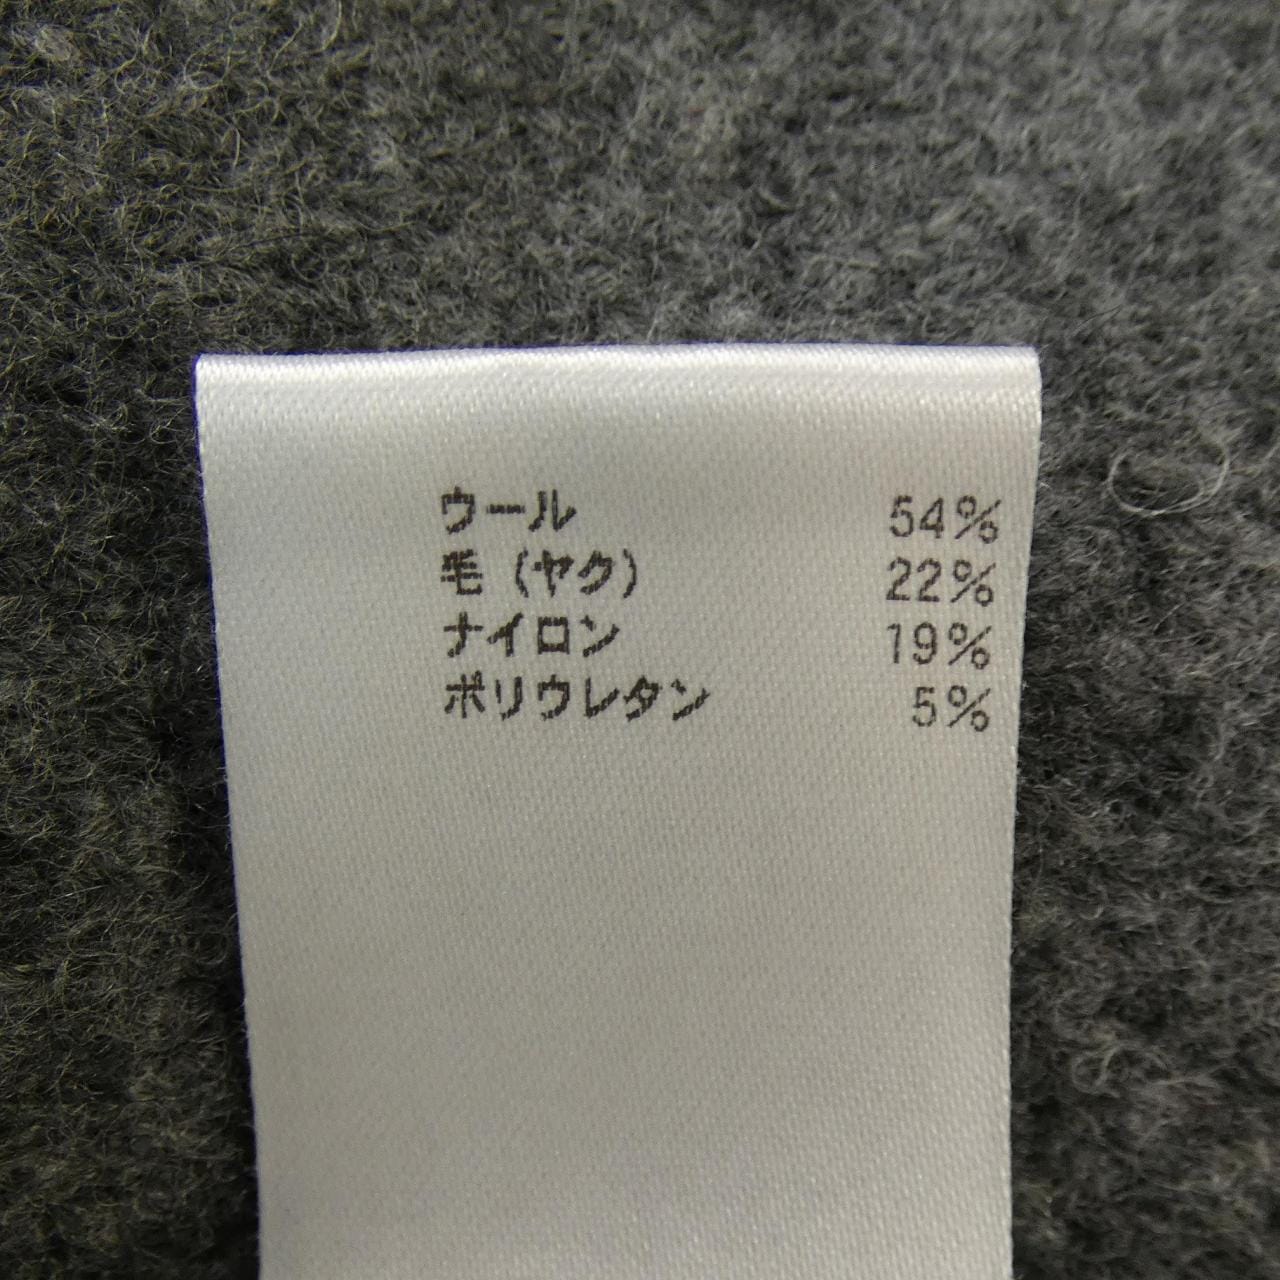 ウール 54%
毛（ヤク） 22%
ナイロン 19%
ポリウレタン 5%